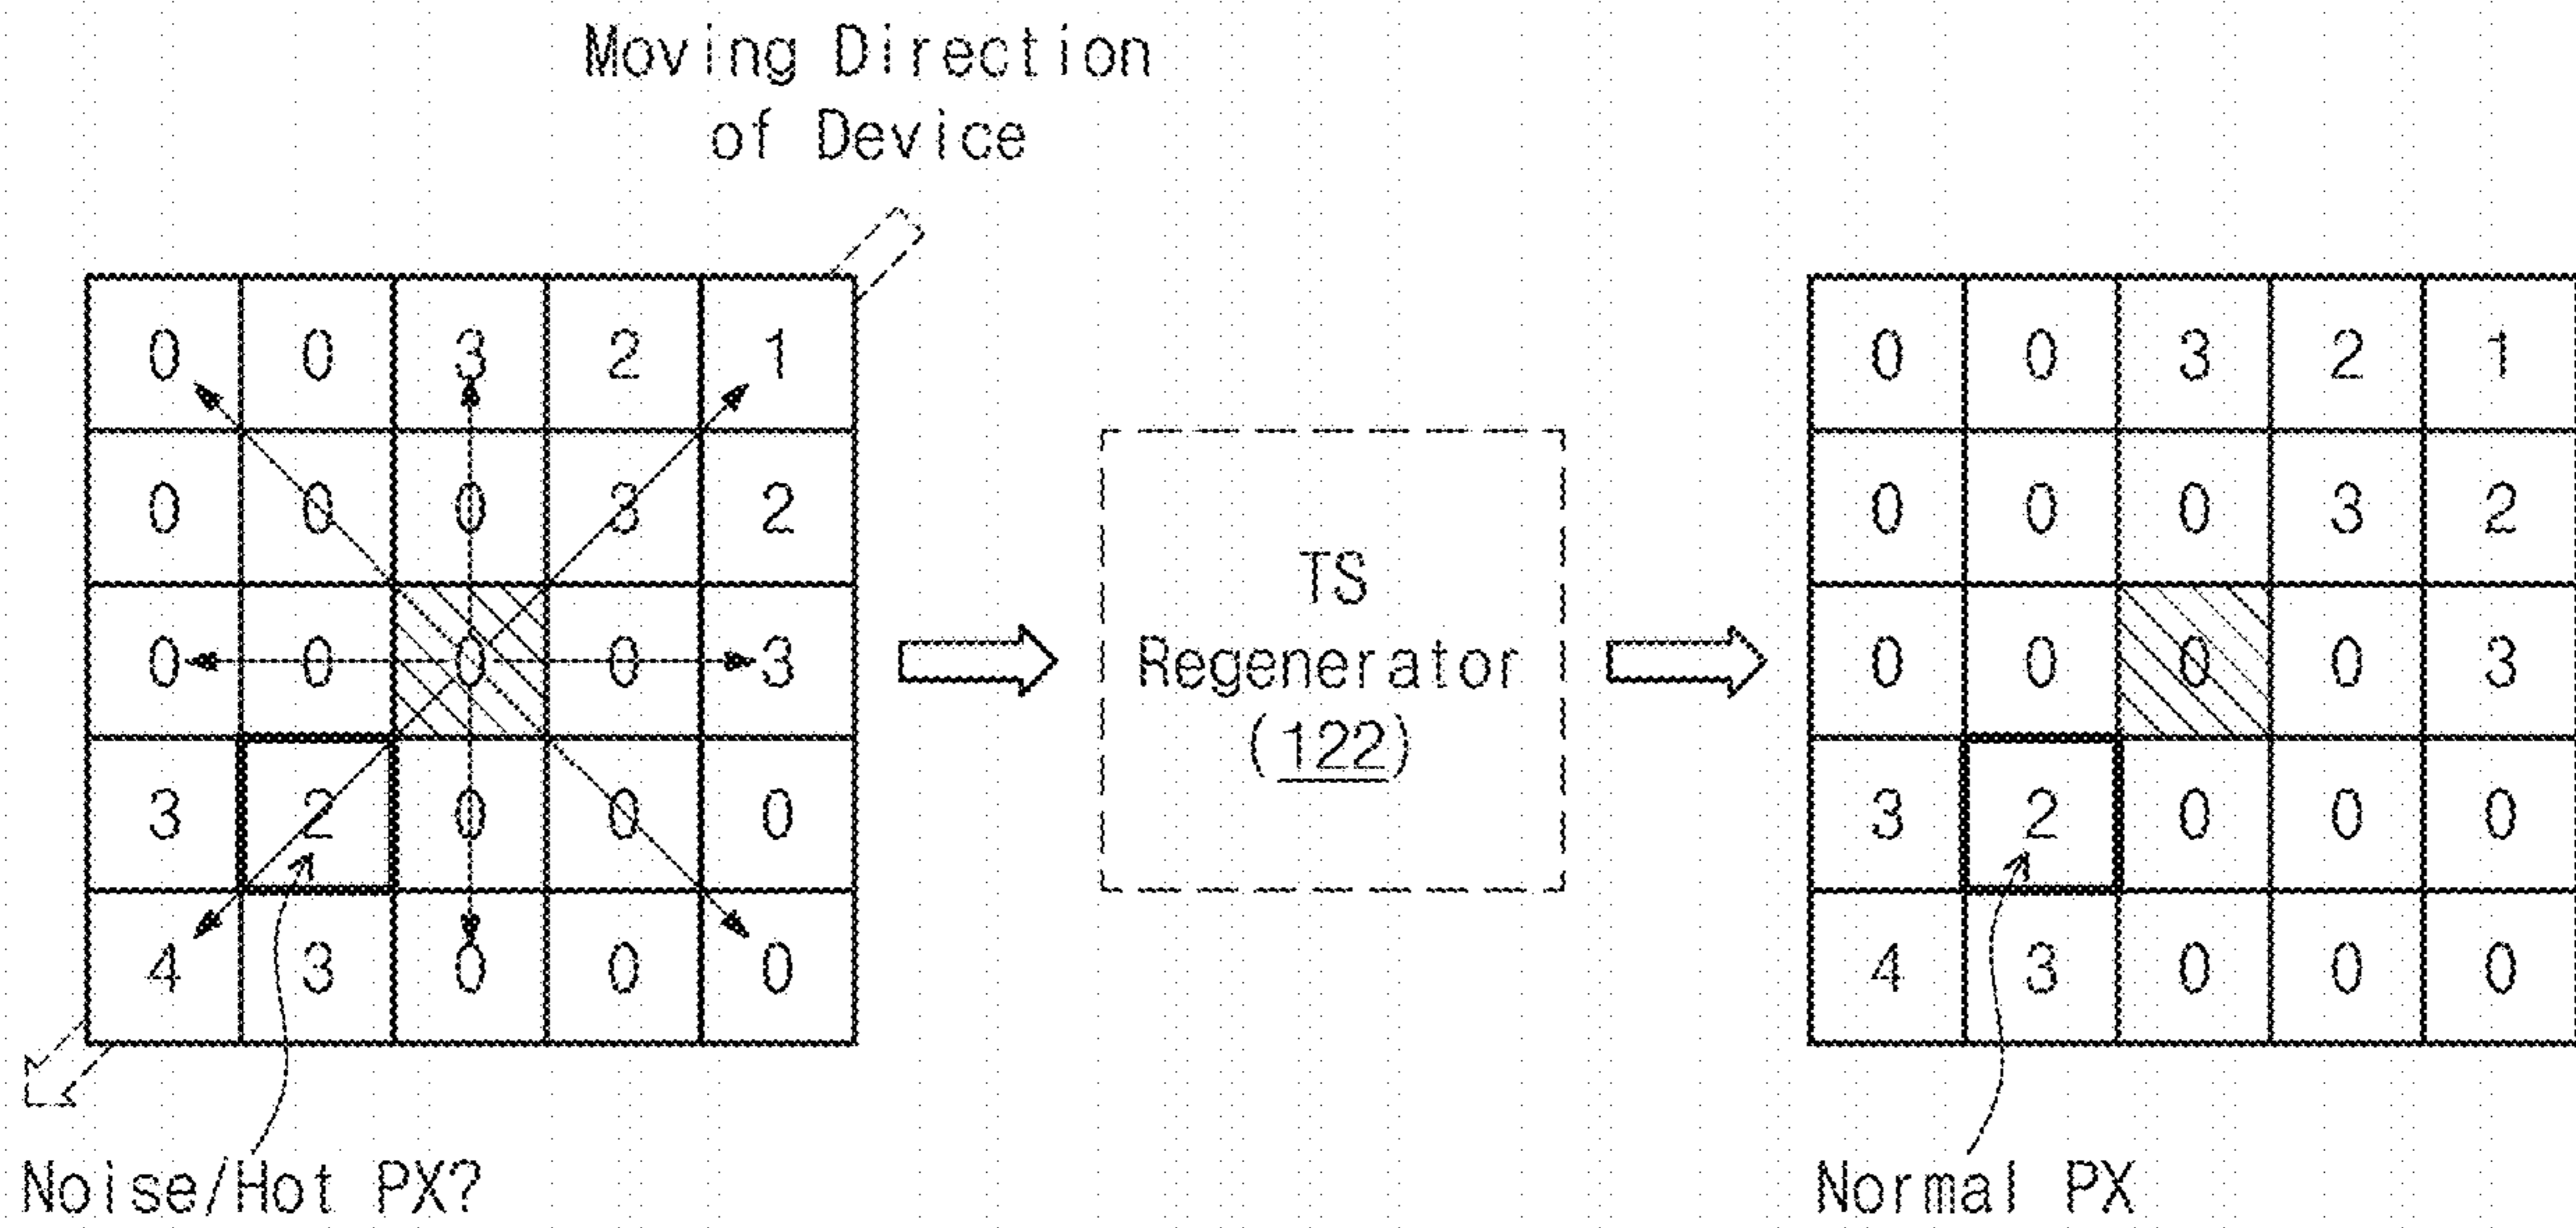 Moving Direction
of Device
0 0 3 2 1
0 0 0 3 2
0 0 0 0 3
3 2 0 0 0
4 3 0 0 0
Noise/Hot PX?
TS
Regenerator
(122)
0 0 3 2 1
0 0 0 3 2
0 0 0 0 3
3 2 0 0 0
4 3 0 0 0
Normal PX